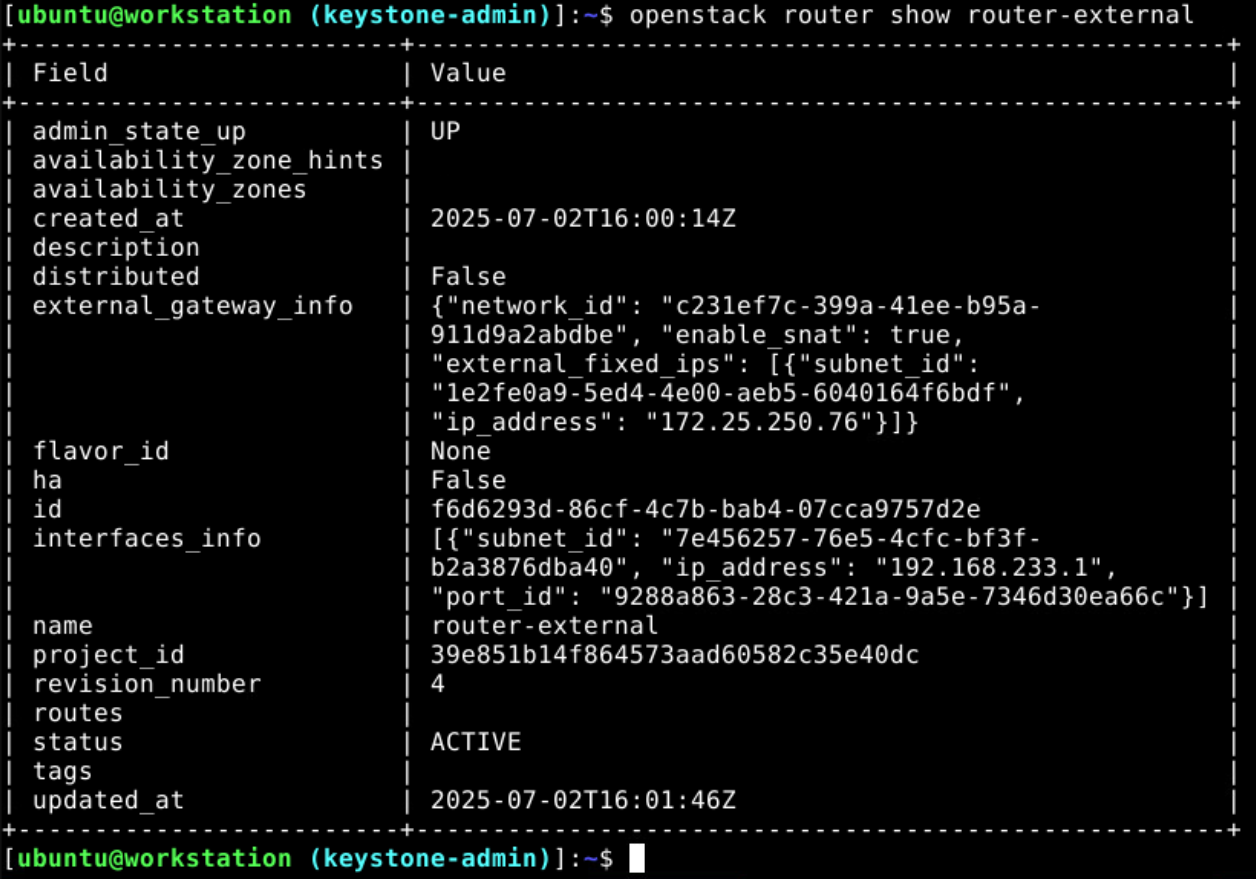 [ubuntu@workstation (keystone-admin)]:~$ openstack router show router-external
+-------------------------+------------------------------------------------------+
| Field                   | Value                                                |
+-------------------------+------------------------------------------------------+
| admin_state_up          | UP                                                   |
| availability_zone_hints |                                                      |
| availability_zones      |                                                      |
| created_at              | 2025-07-02T16:00:14Z                                 |
| description             |                                                      |
| distributed             | False                                                |
| external_gateway_info   | {"network_id": "c231ef7c-399a-41ee-b95a-             |
|                         | 911d9a2abdbe", "enable_snat": true,                  |
|                         | "external_fixed_ips": [{"subnet_id":                 |
|                         | "1e2fe0a9-5ed4-4e00-aeb5-6040164f6bdf",              |
|                         | "ip_address": "172.25.250.76"}]}                     |
| flavor_id               | None                                                 |
| ha                      | False                                                |
| id                      | f6d6293d-86cf-4c7b-bab4-07cca9757d2e                 |
| interfaces_info         | [{"subnet_id": "7e456257-76e5-4cfc-bf3f-             |
|                         | b2a3876dba40", "ip_address": "192.168.233.1",        |
|                         | "port_id": "9288a863-28c3-421a-9a5e-7346d30ea66c"}]  |
| name                    | router-external                                      |
| project_id              | 39e851b14f864573aad60582c35e40dc                     |
| revision_number         | 4                                                    |
| routes                  |                                                      |
| status                  | ACTIVE                                               |
| tags                    |                                                      |
| updated_at              | 2025-07-02T16:01:46Z                                 |
+-------------------------+------------------------------------------------------+
[ubuntu@workstation (keystone-admin)]:~$